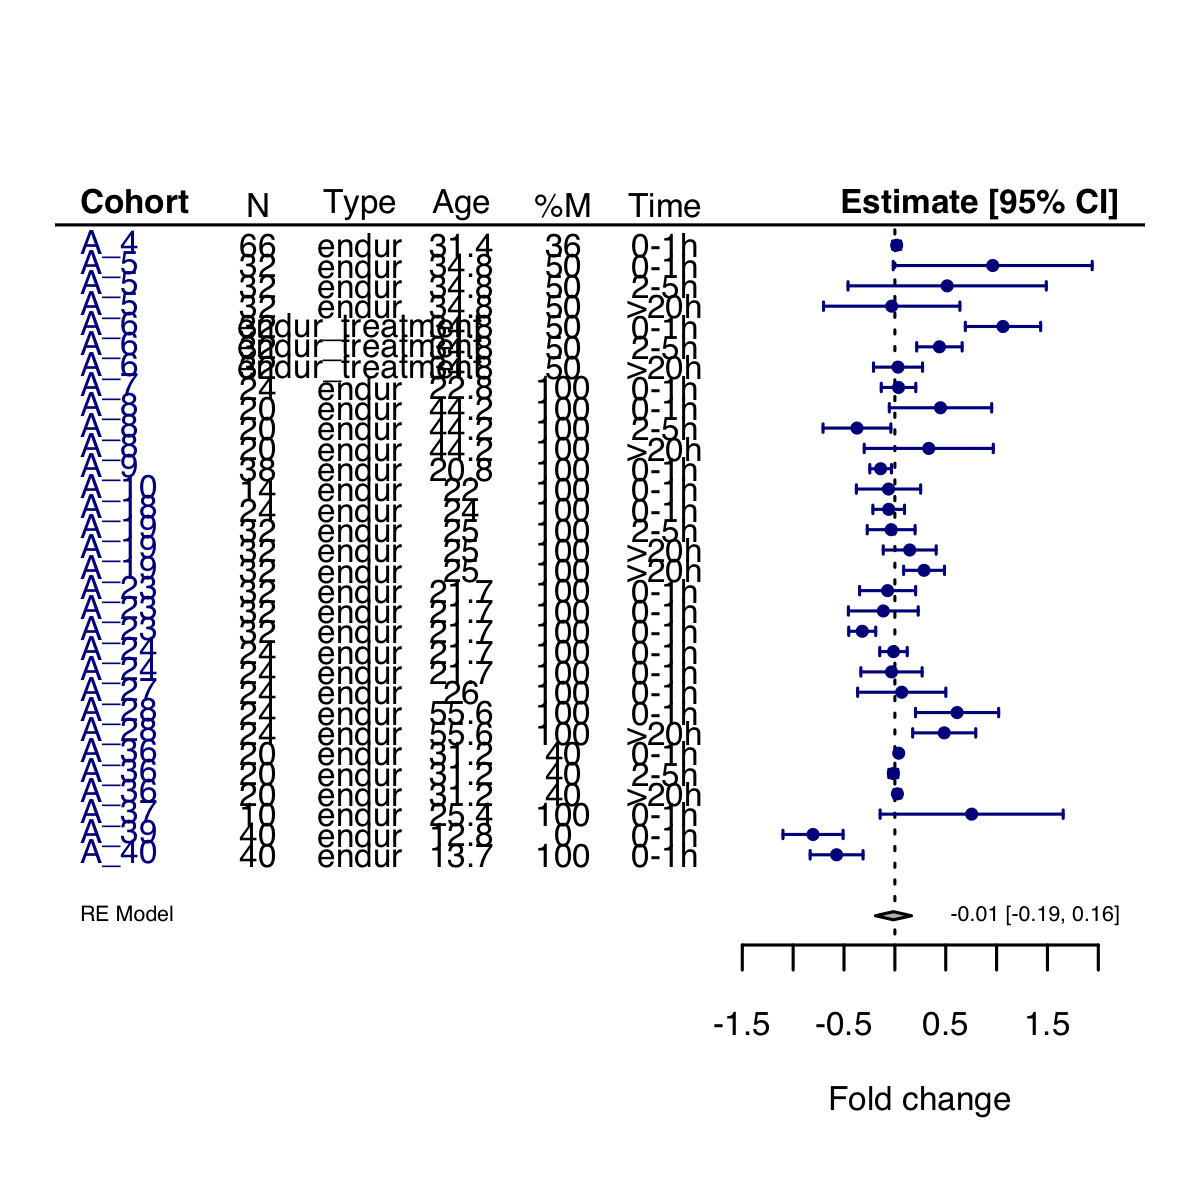 Cohort N Type Age %M Time Estimate [95% CI]
A_4 66 endur 31.4 36 0-1h
A_5 32 endur 34.8 50 0-1h
A_5 32 endur 34.8 50 2-5h
A_5 32 endur 34.8 50 >20h
A_6 32 endur_treatment 34.8 50 0-1h
A_6 32 endur_treatment 34.8 50 2-5h
A_6 32 endur_treatment 34.8 50 >20h
A_7 24 endur 22.8 100 0-1h
A_8 20 endur 44.2 100 0-1h
A_8 20 endur 44.2 100 2-5h
A_8 20 endur 44.2 100 >20h
A_9 38 endur 20.8 100 0-1h
A_10 14 endur 22 100 0-1h
A_18 24 endur 24 100 0-1h
A_19 32 endur 25 100 2-5h
A_19 32 endur 25 100 >20h
A_19 32 endur 25 100 >20h
A_23 32 endur 21.7 100 0-1h
A_23 32 endur 21.7 100 0-1h
A_23 32 endur 21.7 100 0-1h
A_24 24 endur 21.7 100 0-1h
A_24 24 endur 21.7 100 0-1h
A_27 24 endur 26 100 0-1h
A_28 24 endur 55.6 100 0-1h
A_28 24 endur 55.6 100 >20h
A_36 20 endur 31.2 40 0-1h
A_36 20 endur 31.2 40 2-5h
A_36 20 endur 31.2 40 >20h
A_37 10 endur 25.4 100 0-1h
A_39 40 endur 12.8 0 0-1h
A_40 40 endur 13.7 100 0-1h
RE Model -0.01 [-0.19, 0.16]
-1.5 -0.5 0.5 1.5
Fold change